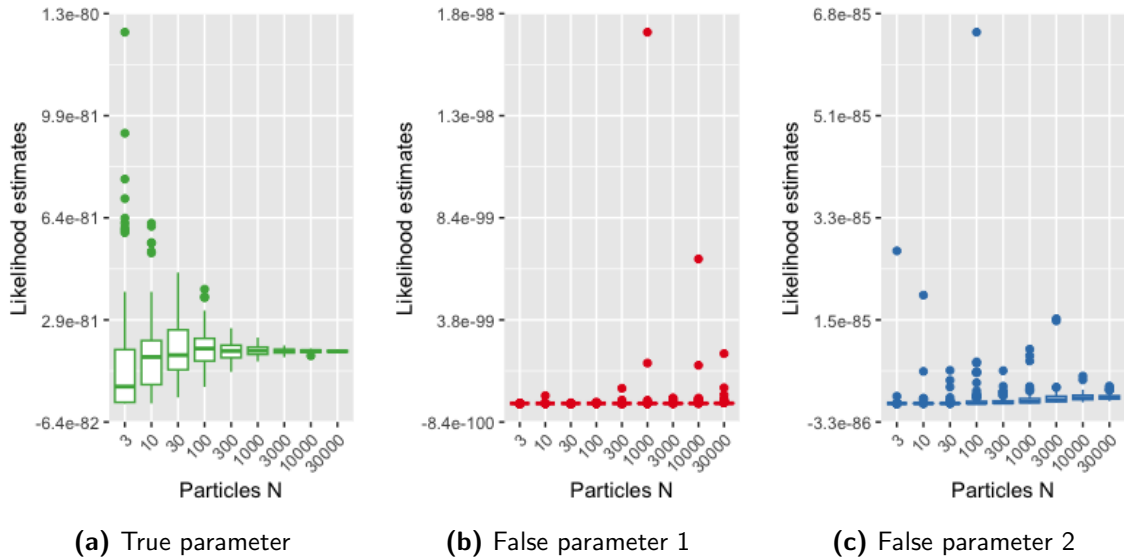 1.3e-80
9.9e-81
6.4e-81
2.9e-81
-6.4e-82
Likelihood estimates
3 10 30 100 300 1000 3000 10000 30000
Particles N
(a) True parameter
1.8e-98
1.3e-98
8.4e-99
3.8e-99
-8.4e-100
Likelihood estimates
3 10 30 100 300 1000 3000 10000 30000
Particles N
(b) False parameter 1
6.8e-85
5.1e-85
3.3e-85
1.5e-85
-3.3e-86
Likelihood estimates
3 10 30 100 300 1000 3000 10000 30000
Particles N
(c) False parameter 2